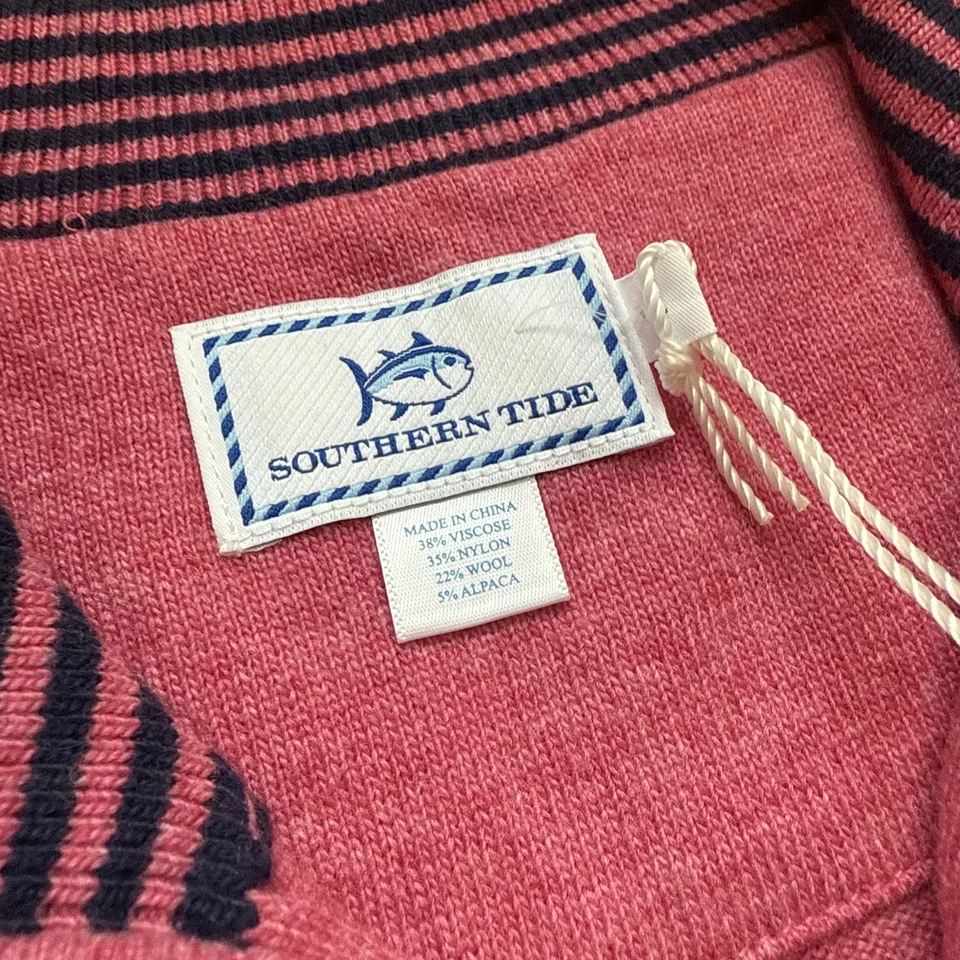 SOUTHERN TIDE
MADE IN CHINA
38% VISCOSE
35% NYLON
22% WOOL
5% ALPACA